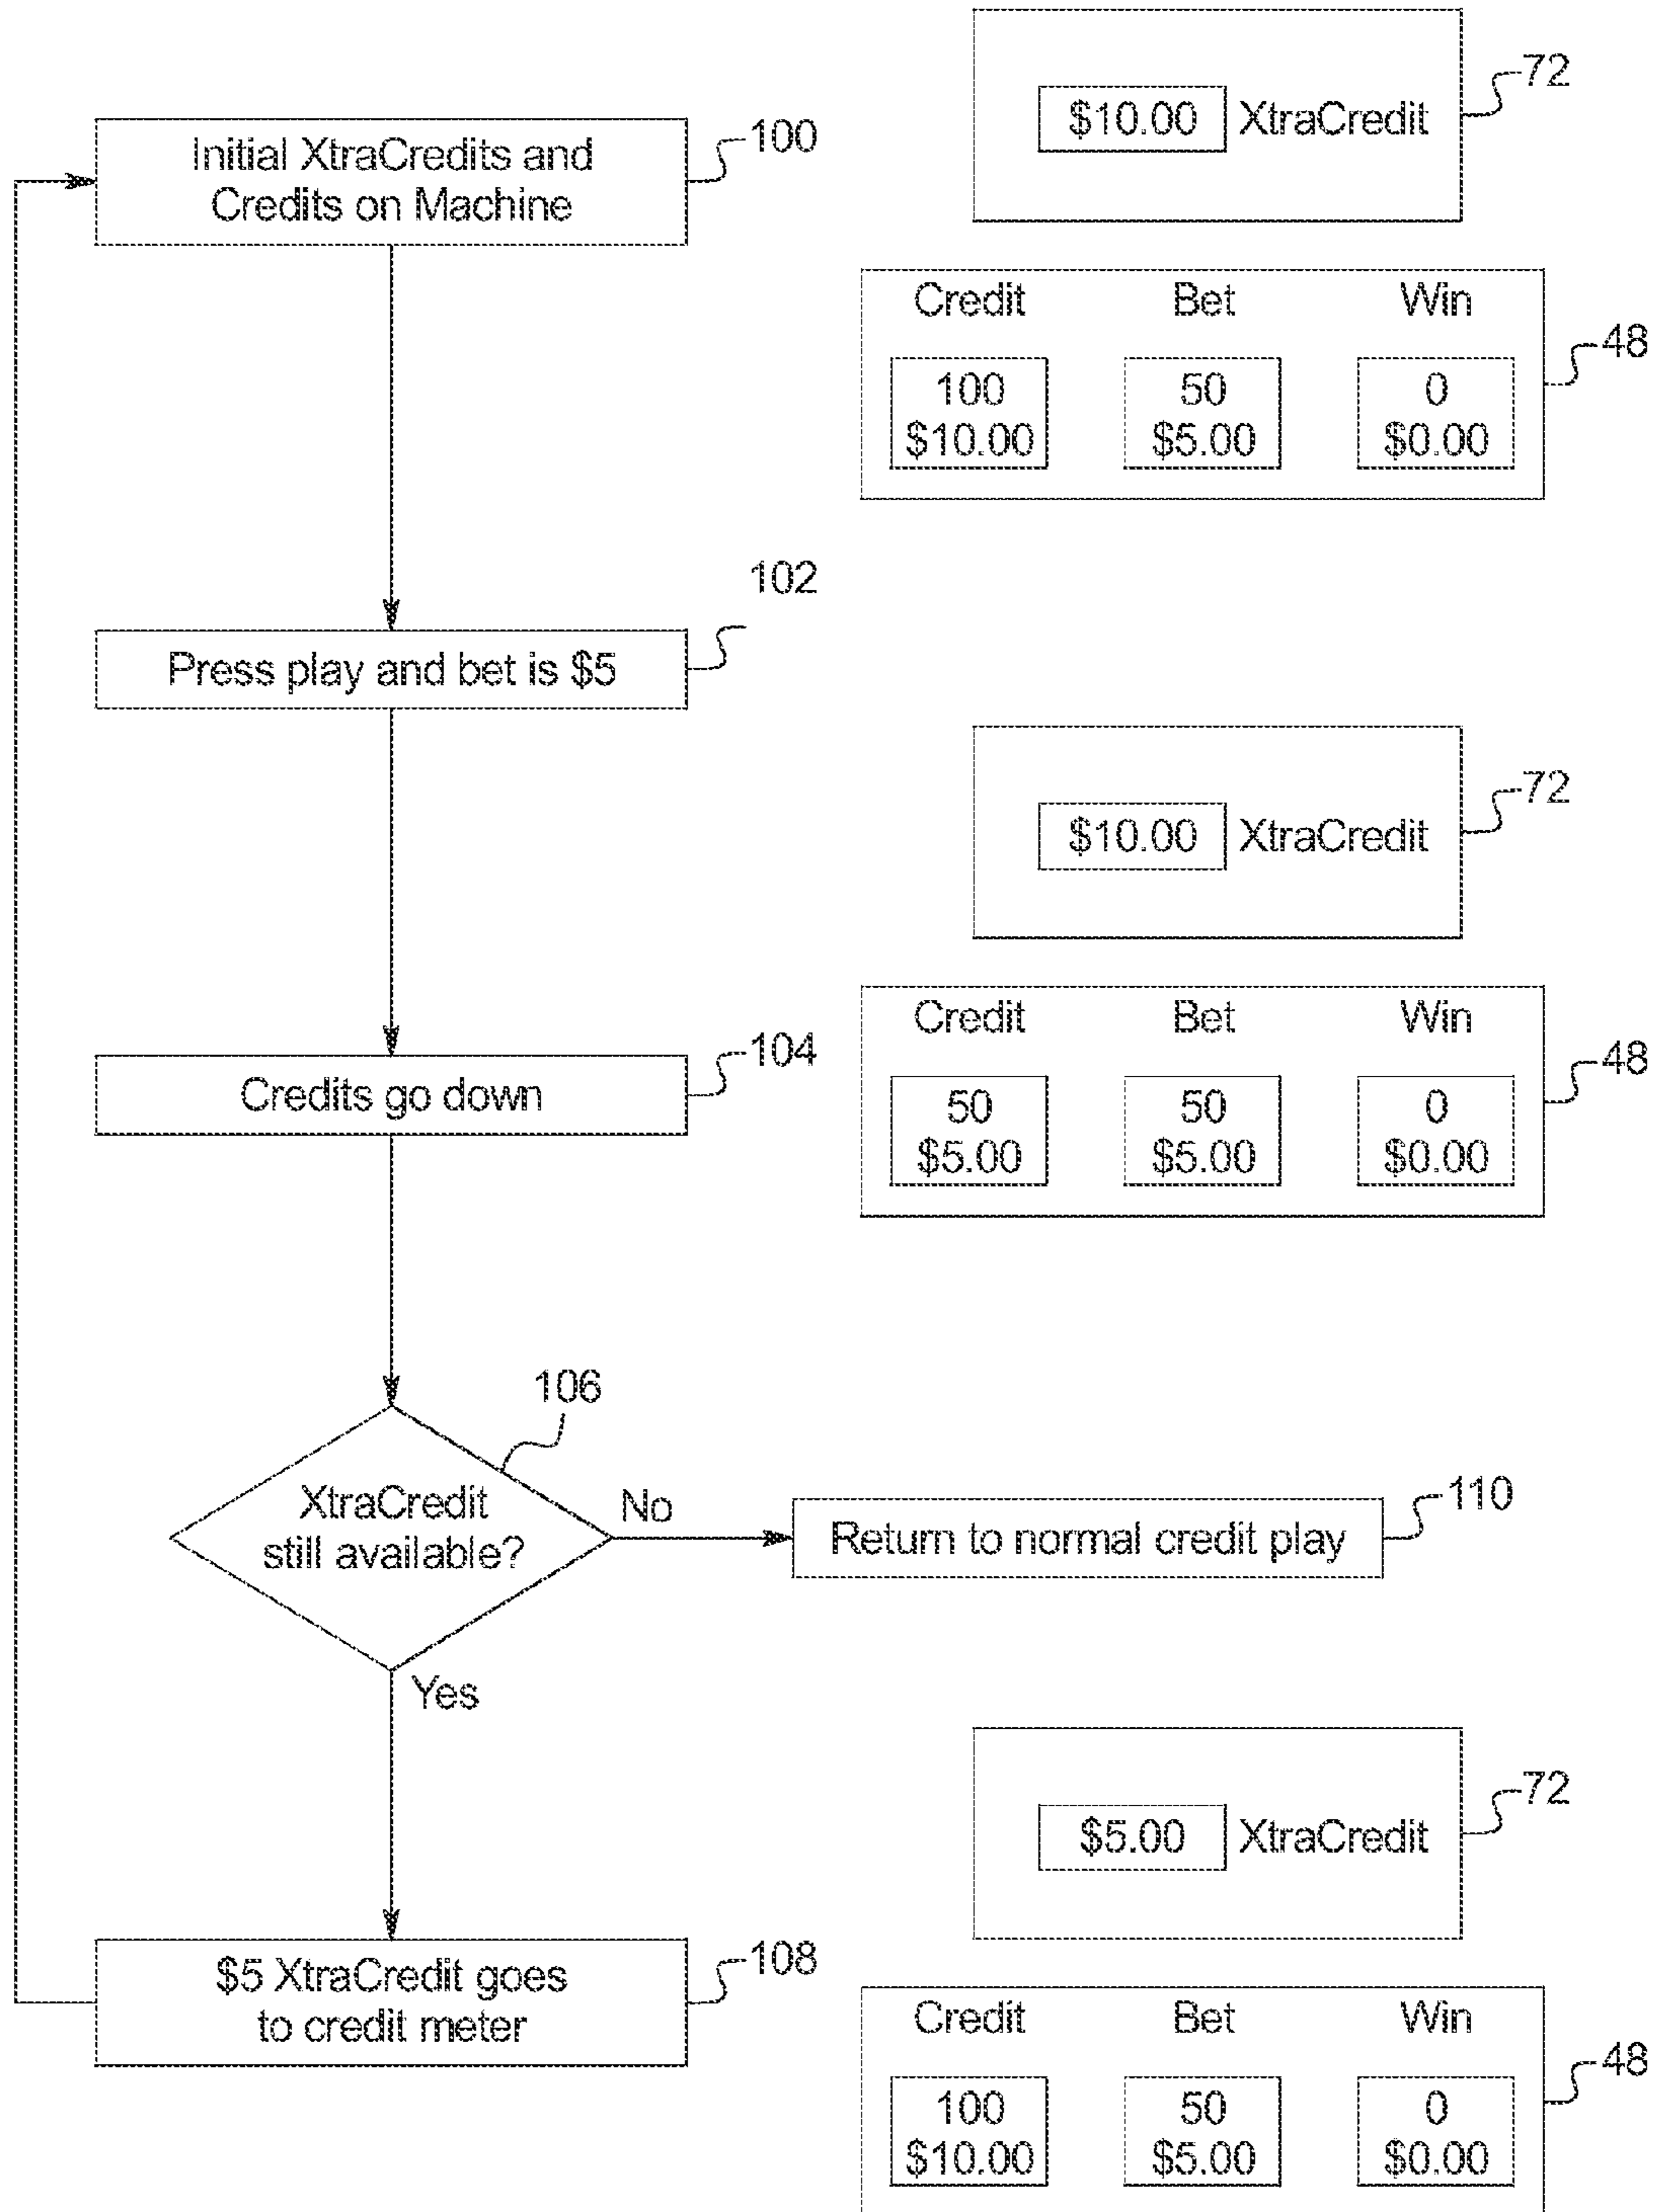 72
$10.00 XtraCredit
100
Initial XtraCredits and
Credits on Machine
Credit Bet Win
48
100 50 0
$10.00 $5.00 $0.00
102
Press play and bet is $5
72
$10.00 XtraCredit
Credit Bet Win
104
48
Credits go down
50 50 0
$5.00 $5.00 $0.00
106
XtraCredit
still available?
No
110
Return to normal credit play
Yes
72
$5.00 XtraCredit
108
$5 XtraCredit goes
to credit meter
Credit Bet Win
48
100 50 0
$10.00 $5.00 $0.00